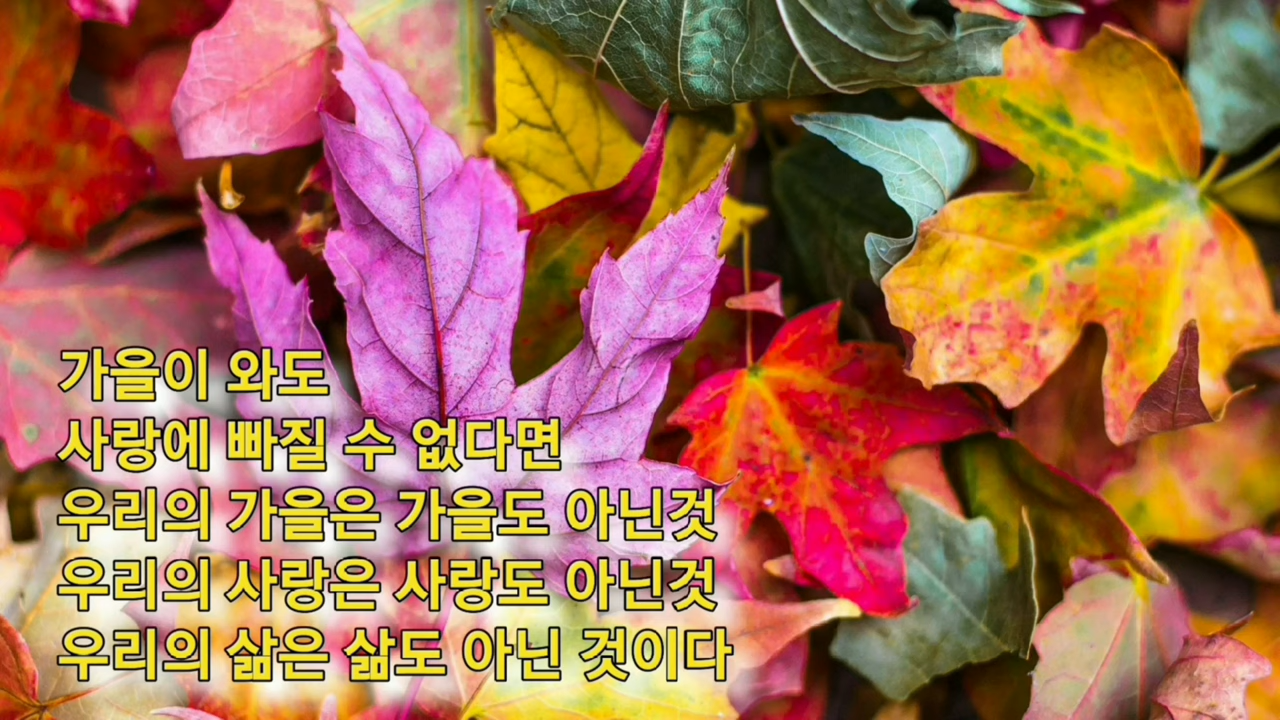 가을이 와도
사랑에 빠질 수 없다면
우리의 가을은 가을도 아닌것
우리의 사랑은 사랑도 아닌것
우리의 삶은 삶도 아닌 것이다